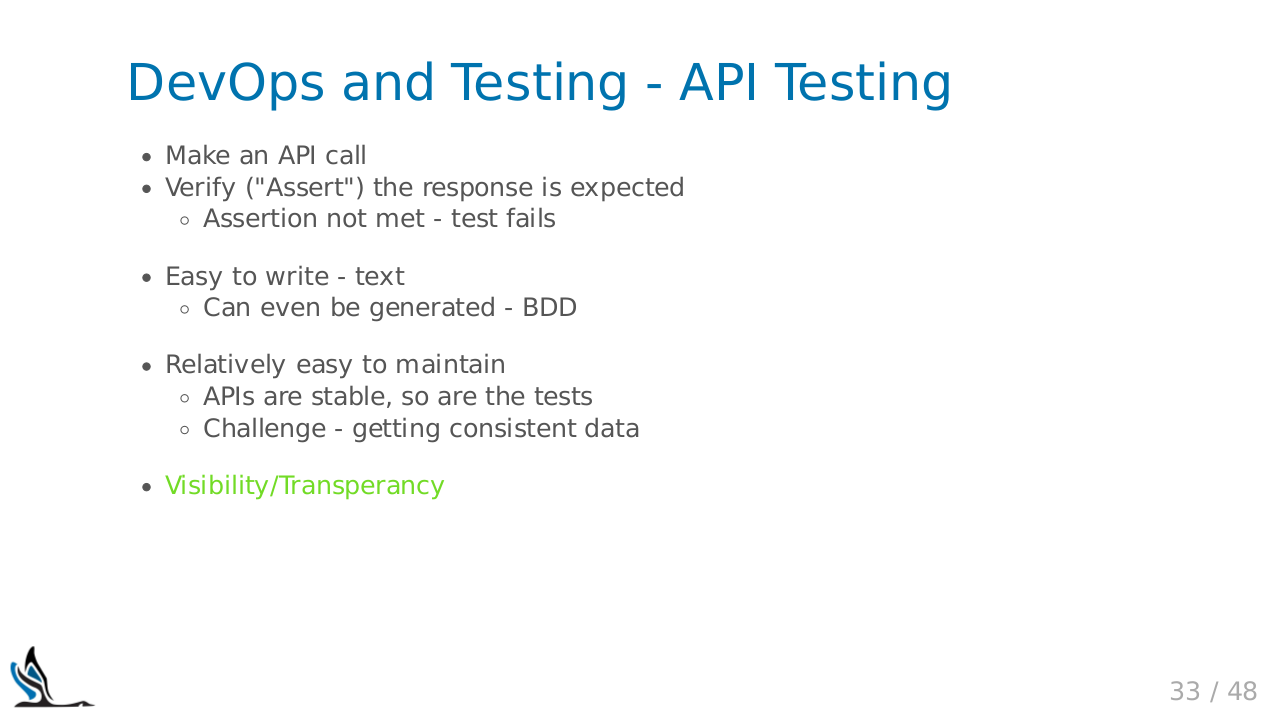 DevOps and Testing - API Testing
Make an API call
Verify ("Assert") the response is expected
Assertion not met - test fails
Easy to write - text
Can even be generated - BDD
Relatively easy to maintain
APIs are stable, so are the tests
Challenge - getting consistent data
Visibility/Transperancy
33 / 48